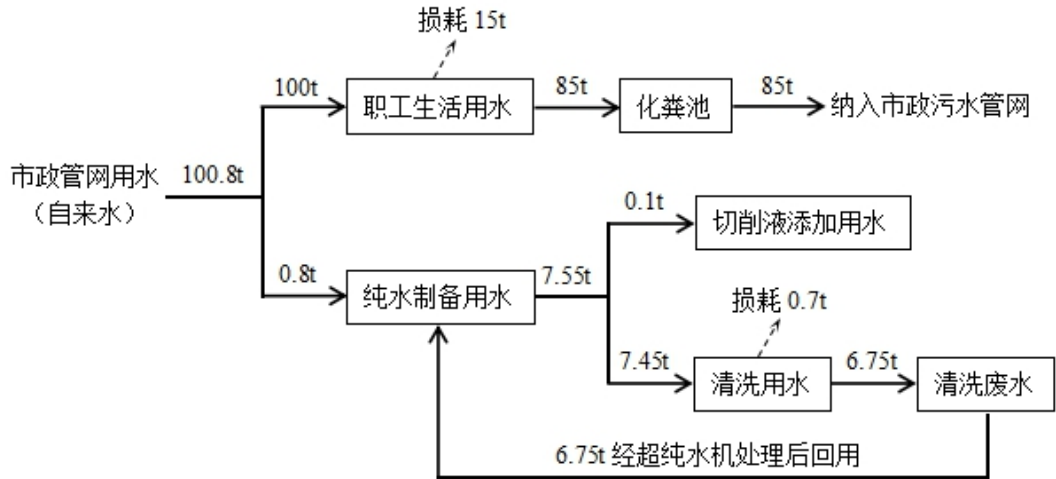 损耗 15t
100t
职工生活用水
85t
化粪池
85t
纳入市政污水管网
市政管网用水
（自来水）
100.8t
0.1t
切削液添加用水
0.8t
纯水制备用水
7.55t
损耗 0.7t
7.45t
清洗用水
6.75t
清洗废水
6.75t 经超纯水机处理后回用